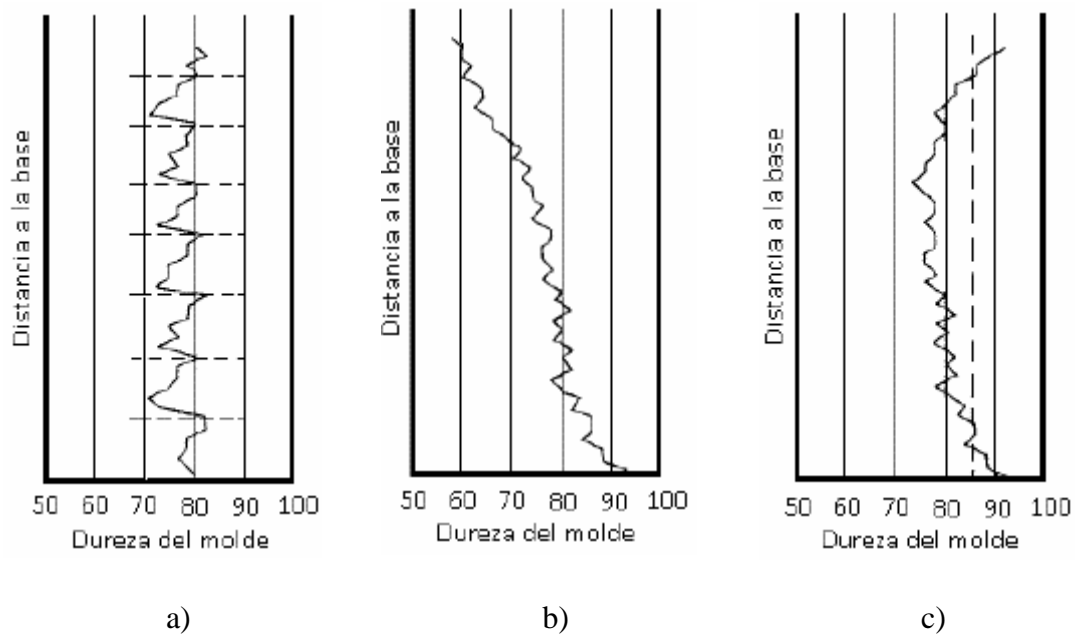 Distancia a la base
50 60 70 80 90 100
Dureza del molde
a)
Distancia a la base
50 60 70 80 90 100
Dureza del molde
b)
Distancia a la base
50 60 70 80 90 100
Dureza del molde
c)